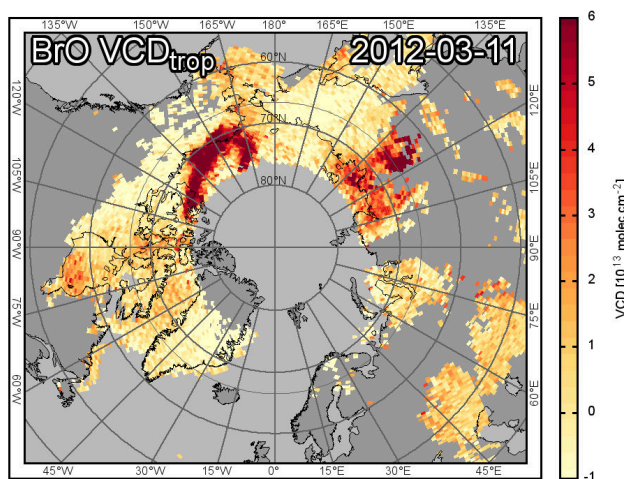 165°W 180° 165°E
135°W 150°W 150°E 135°E
BrO VCDtrop 2012-03-11
60°N
70°N
80°N
120°W 120°E
105°W 105°E
90°W 90°E
75°W 75°E
60°W 60°E
45°W 30°W 15°W 0° 15°E 30°E 45°E
6
5
4
3
2
1
0
-1
VCD [10¹³ molec cm⁻²]